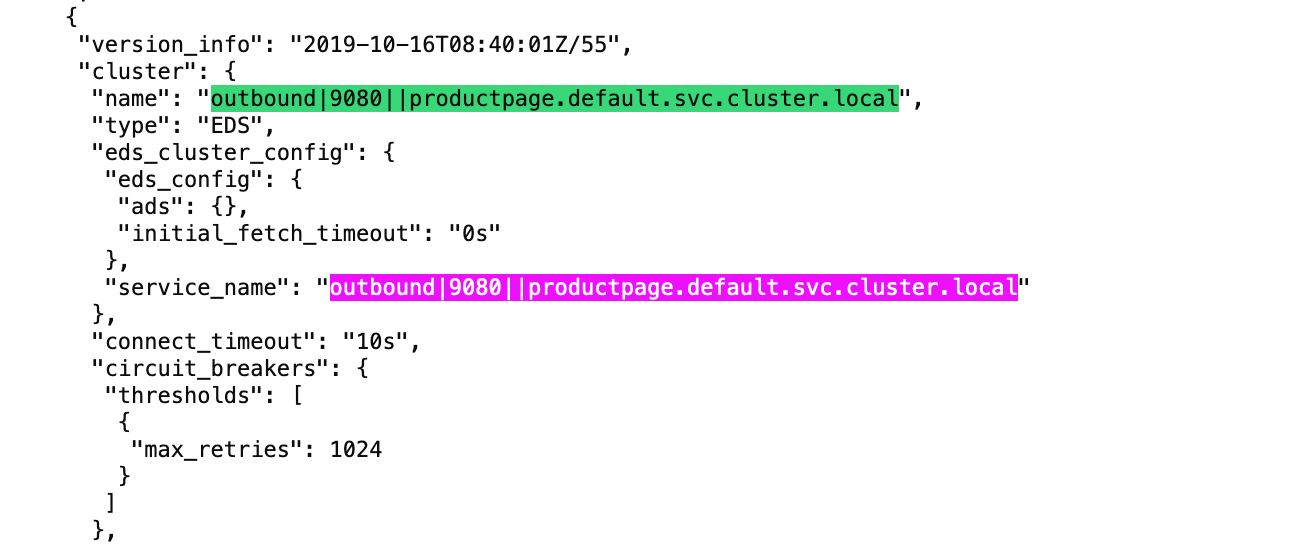 {
"version_info": "2019-10-16T08:40:01Z/55",
"cluster": {
"name": "outbound|9080||productpage.default.svc.cluster.local",
"type": "EDS",
"eds_cluster_config": {
"eds_config": {
"ads": {},
"initial_fetch_timeout": "0s"
},
"service_name": "outbound|9080||productpage.default.svc.cluster.local"
},
"connect_timeout": "10s",
"circuit_breakers": {
"thresholds": [
{
"max_retries": 1024
}
]
},